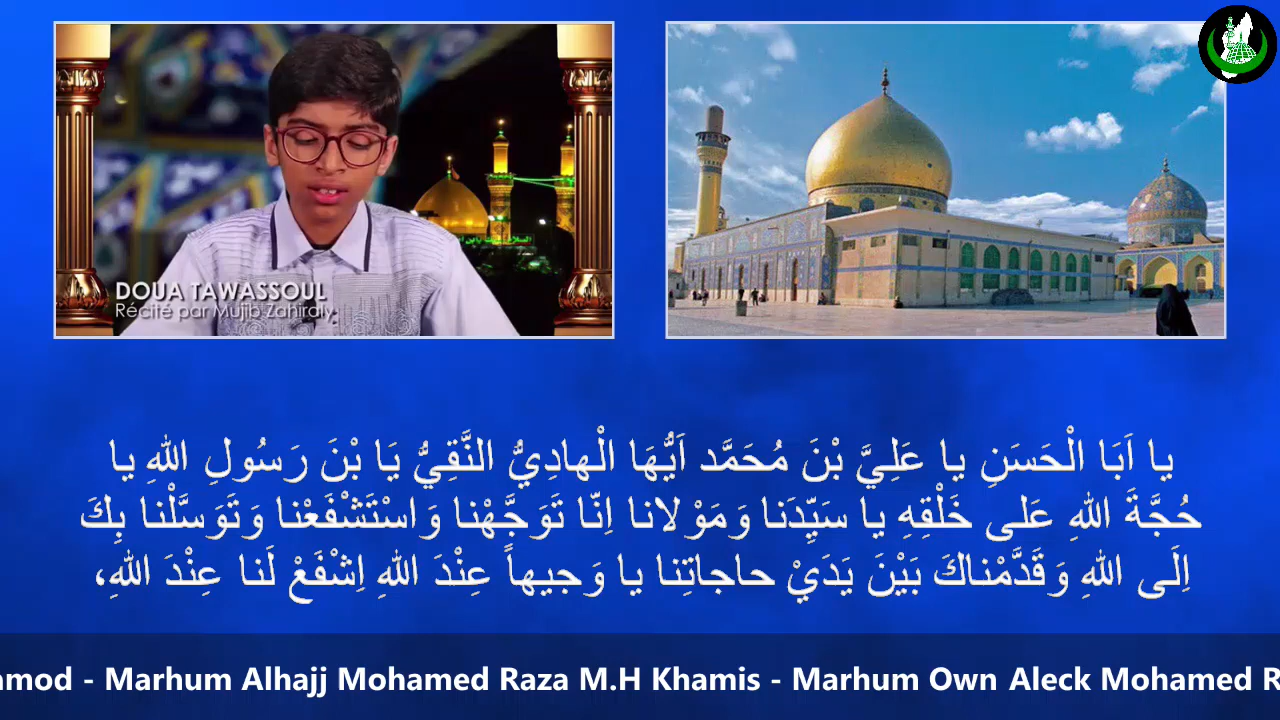 DOUA TAWASSOUL
Récité par Mujib Zahiraly
يا اَبَا الْحَسَنِ يا عَلِيَّ بْنَ مُحَمَّد اَيُّهَا الْهادِيُّ النَّقِيُّ يَا بْنَ رَسُولِ اللهِ يا
حُجَّةَ اللهِ عَلى خَلْقِهِ يا سَيِّدَنا وَمَوْلانا اِنّا تَوَجَّهْنا وَاسْتَشْفَعْنا وَتَوَسَّلْنا بِكَ
اِلَى اللهِ وَقَدَّمْناكَ بَيْنَ يَدَيْ حاجاتِنا يا وَجيهاً عِنْدَ اللهِ اِشْفَعْ لَنا عِنْدَ اللهِ،
amod - Marhum Alhajj Mohamed Raza M.H Khamis - Marhum Own Aleck Mohamed R